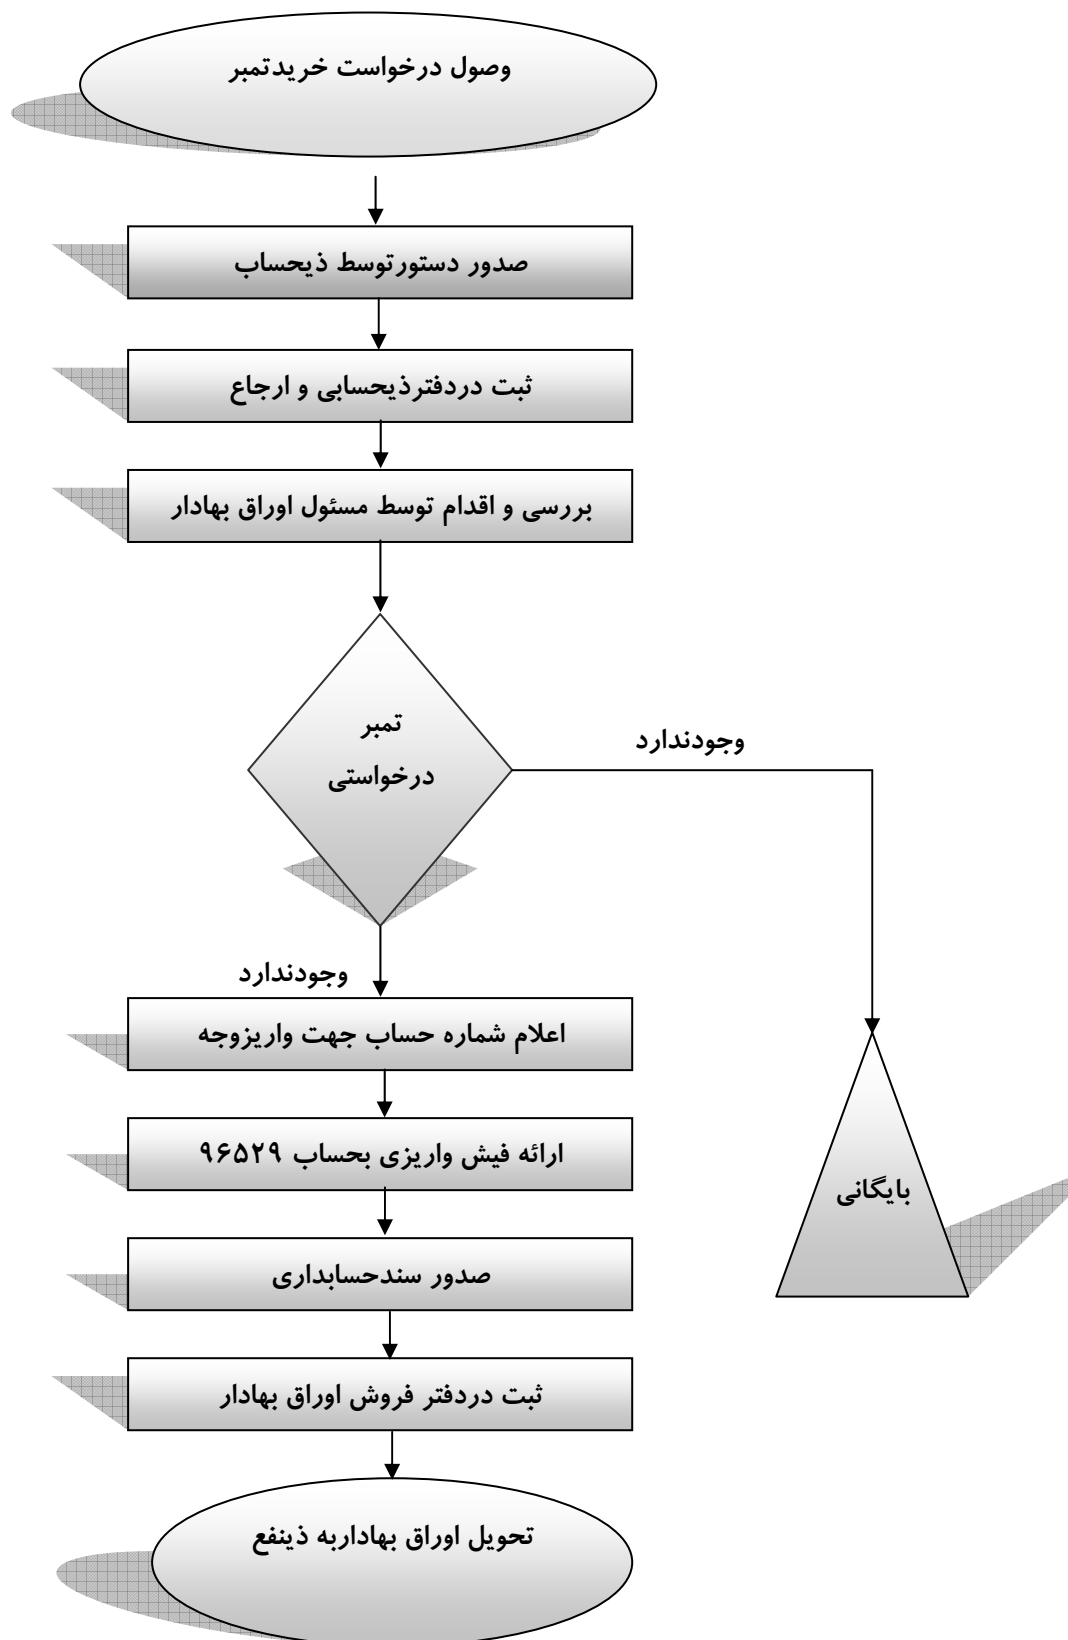 وصول درخواست خریدتمبر
صدور دستورتوسط ذیحساب
ثبت دردفترذیحسابی و ارجاع
بررسی و اقدام توسط مسئول اوراق بهادار
تمبر
درخواستی
وجودندارد
وجودندارد
اعلام شماره حساب جهت واریزوجه
ارائه فیش واریزی بحساب ۹۶۵۲۹
بایگانی
صدور سندحسابداری
ثبت دردفتر فروش اوراق بهادار
تحویل اوراق بهاداربه ذینفع